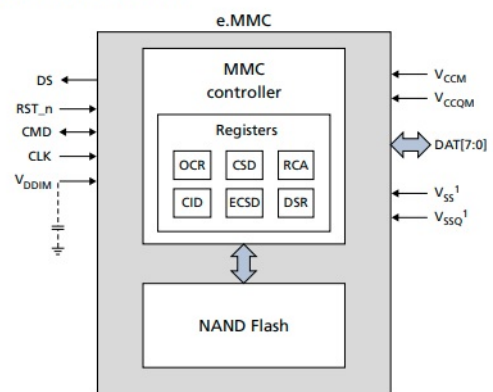 e.MMC
MMC
controller
Registers
OCR CSD RCA
CID ECSD DSR
NAND Flash
DS
RST_n
CMD
CLK
VDDIM
VCCM
VCCQM
DAT[7:0]
VSS1
VSSQ1